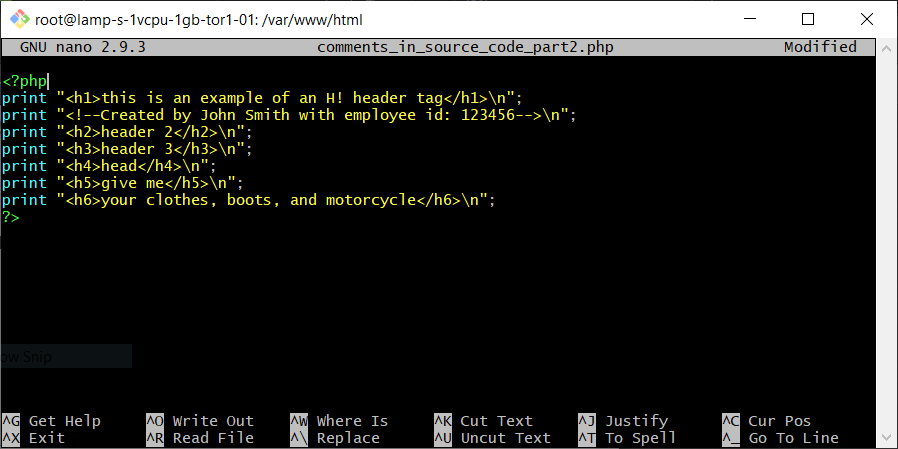 root@lamp-s-1vcpu-1gb-tor1-01: /var/www/html
GNU nano 2.9.3 comments_in_source_code_part2.php Modified
<?php
print "<h1>this is an example of an H! header tag</h1>\n";
print "<!--Created by John Smith with employee id: 123456-->\n";
print "<h2>header 2</h2>\n";
print "<h3>header 3</h3>\n";
print "<h4>head</h4>\n";
print "<h5>give me</h5>\n";
print "<h6>your clothes, boots, and motorcycle</h6>\n";
?>
ow Snip
^G Get Help ^O Write Out ^W Where Is ^K Cut Text ^J Justify ^C Cur Pos
^X Exit ^R Read File ^\ Replace ^U Uncut Text ^T To Spell ^_ Go To Line